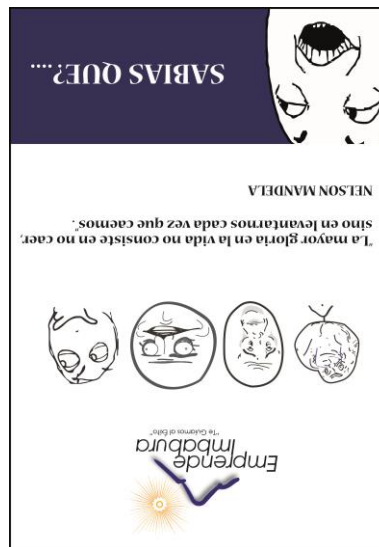 Emprende
Imbabura
"Te Guiamos al Éxito"
"La mayor gloria en la vida no consiste en no caer,
sino en levantarnos cada vez que caemos".
NELSON MANDELA
SABIAS QUE?....